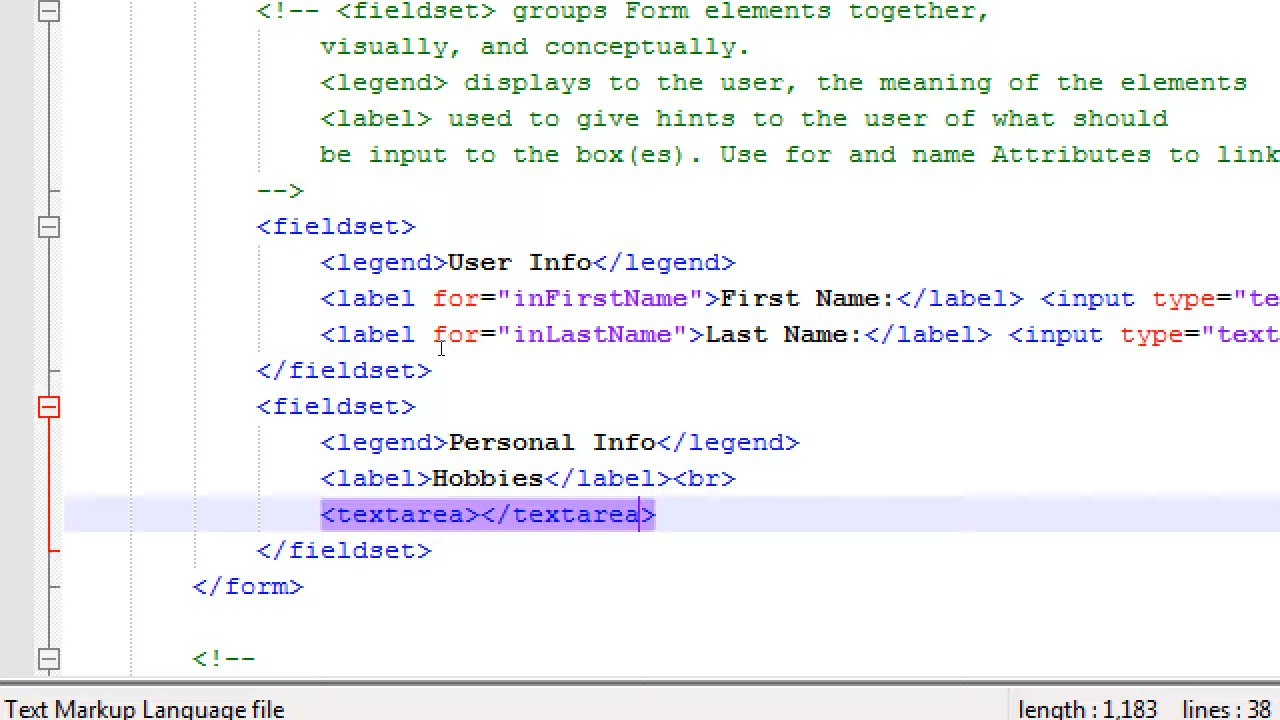 <!-- <fieldset> groups Form elements together,
visually, and conceptually.
<legend> displays to the user, the meaning of the elements
<label> used to give hints to the user of what should
be input to the box(es). Use for and name Attributes to link
-->
<fieldset>
<legend>User Info</legend>
<label for="inFirstName">First Name:</label> <input type="te
<label for="inLastName">Last Name:</label> <input type="text
</fieldset>
<fieldset>
<legend>Personal Info</legend>
<label>Hobbies</label><br>
<textarea></textarea>
</fieldset>
</form>
<!--
Text Markup Language file length : 1,183 lines : 38